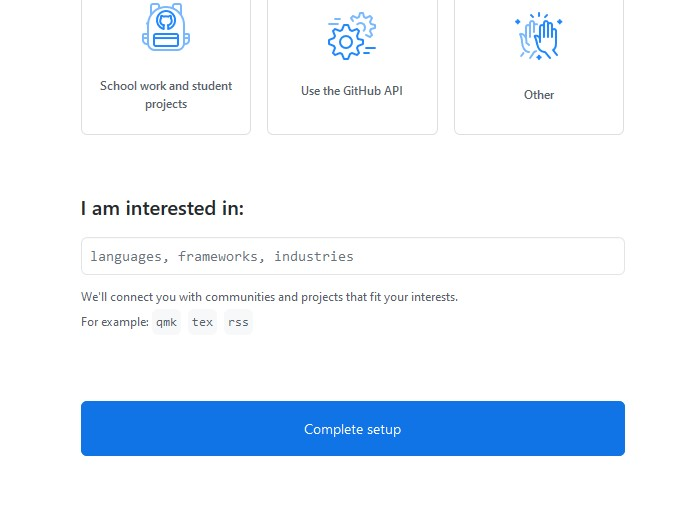 School work and student
projects
Use the GitHub API
Other
I am interested in:
languages, frameworks, industries
We'll connect you with communities and projects that fit your interests.
For example: qmk tex rss
Complete setup